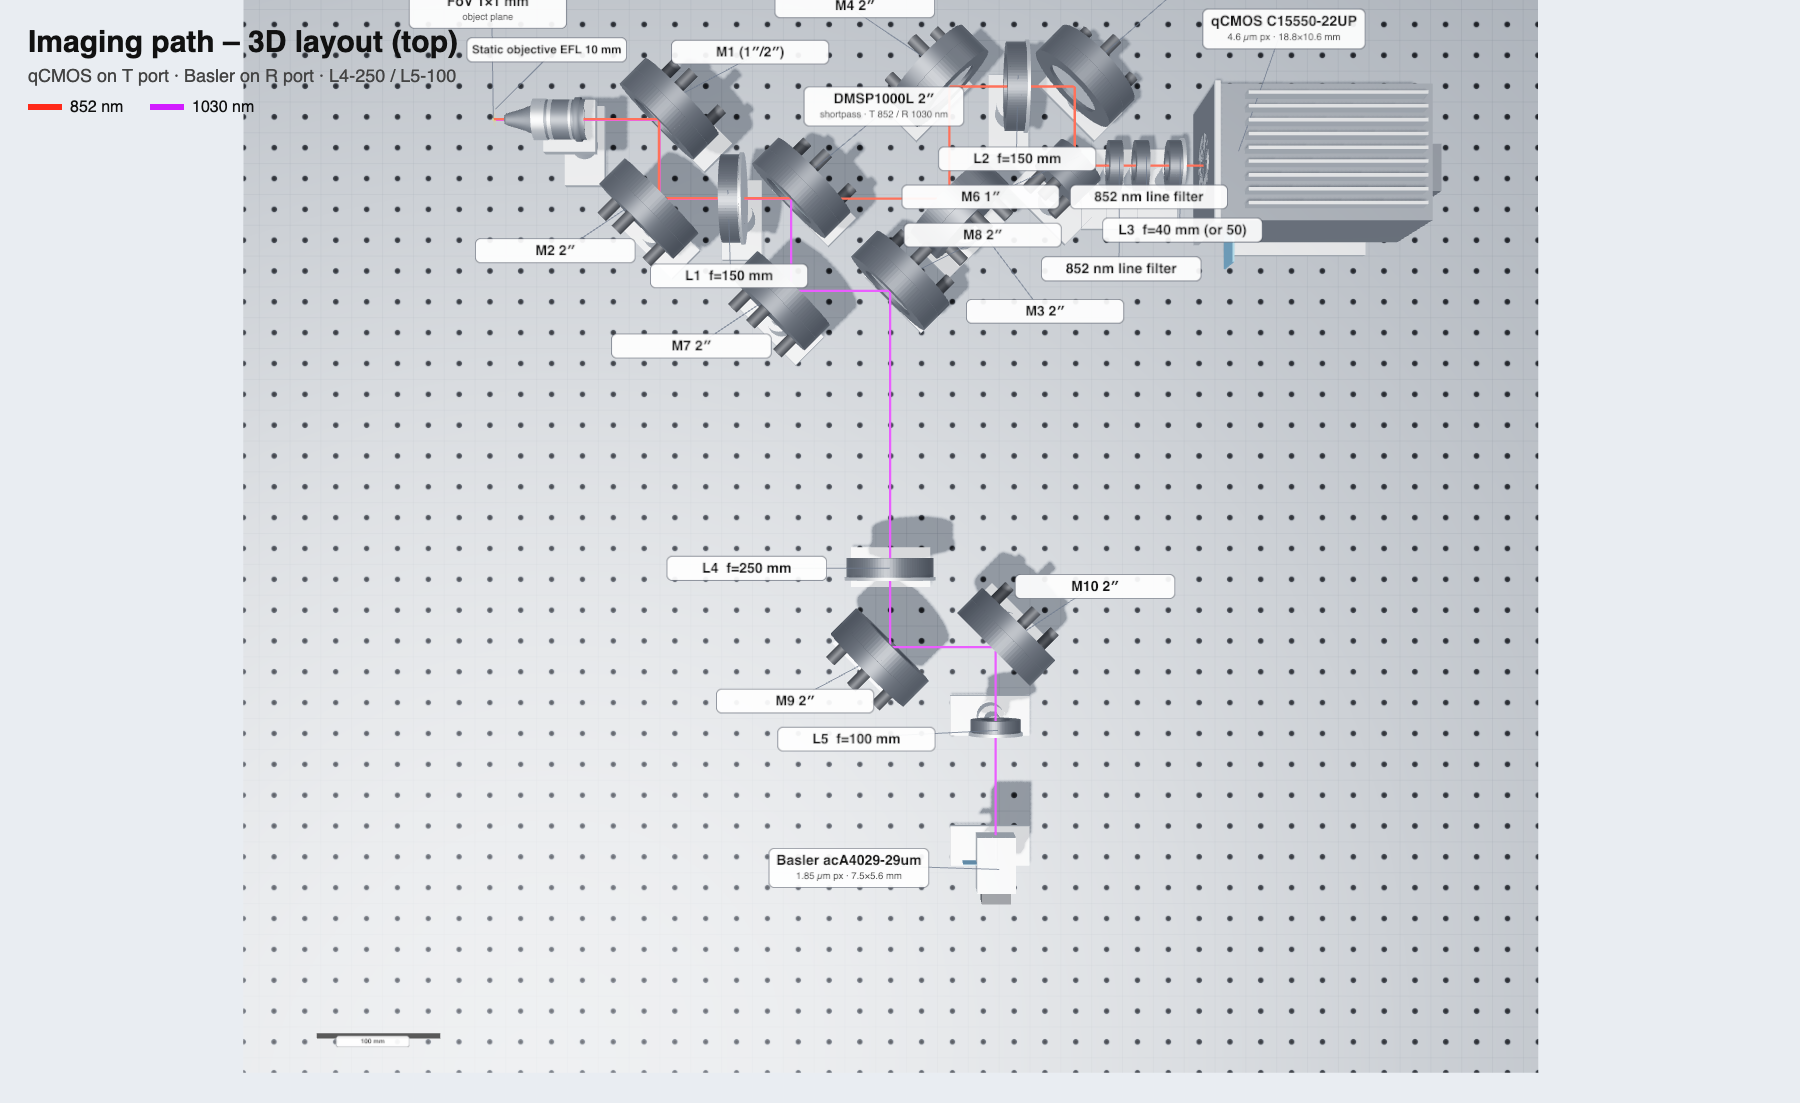 FoV 1×1 mm
object plane
M4 2″
qCMOS C15550-22UP
4.6 µm px · 18.8×10.6 mm
Imaging path – 3D layout (top)
qCMOS on T port · Basler on R port · L4-250 / L5-100
852 nm
1030 nm
Static objective EFL 10 mm
M1 (1″/2″)
DMSP1000L 2″
shortpass · T 852 / R 1030 nm
L2 f=150 mm
M6 1″
852 nm line filter
M8 2″
L3 f=40 mm (or 50)
M2 2″
L1 f=150 mm
852 nm line filter
M3 2″
M7 2″
L4 f=250 mm
M10 2″
M9 2″
L5 f=100 mm
Basler acA4029-29um
1.85 µm px · 7.5×5.6 mm
100 mm